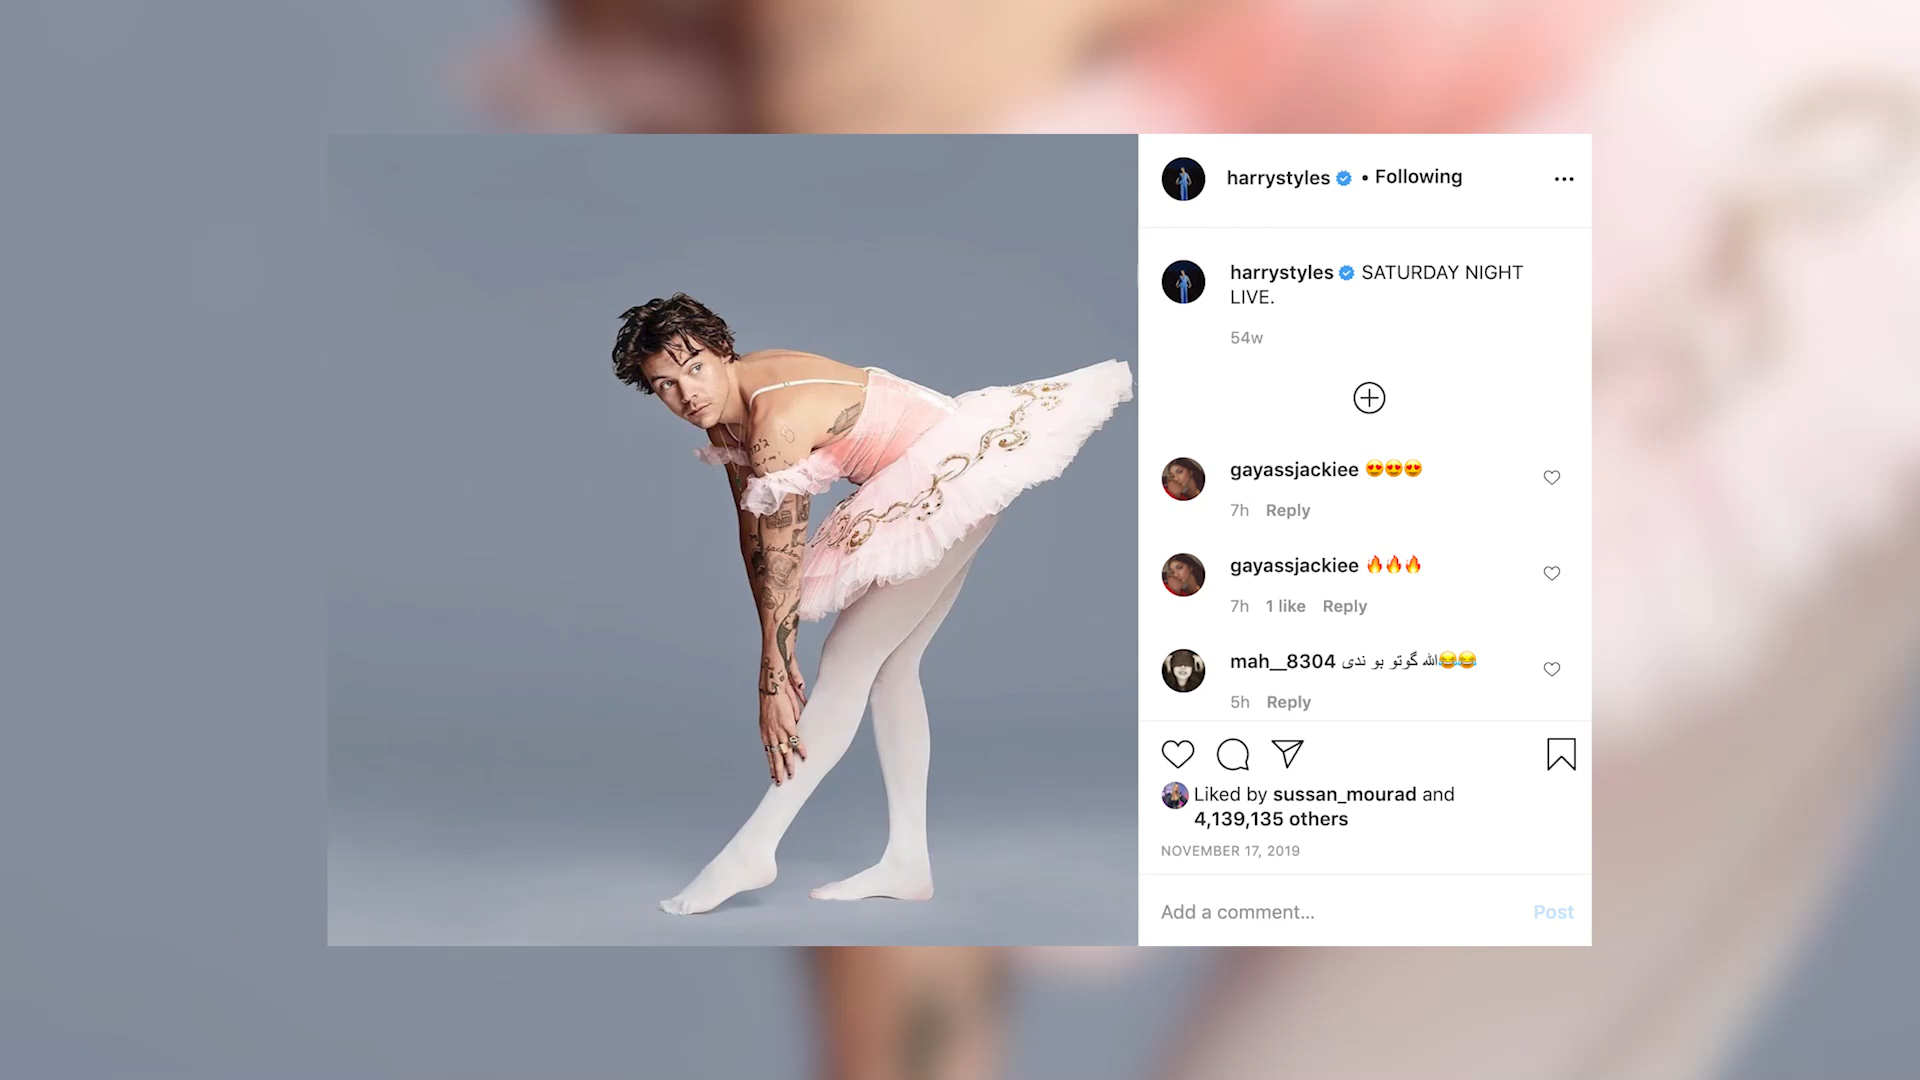 harrystyles • Following
harrystyles SATURDAY NIGHT
LIVE.
54w
gayassjackiee 😍😍😍
7h Reply
gayassjackiee 🔥🔥🔥
7h 1 like Reply
mah__8304 الله گوتو بو ندی😂😂
5h Reply
Liked by sussan_mourad and
4,139,135 others
NOVEMBER 17, 2019
Add a comment... Post